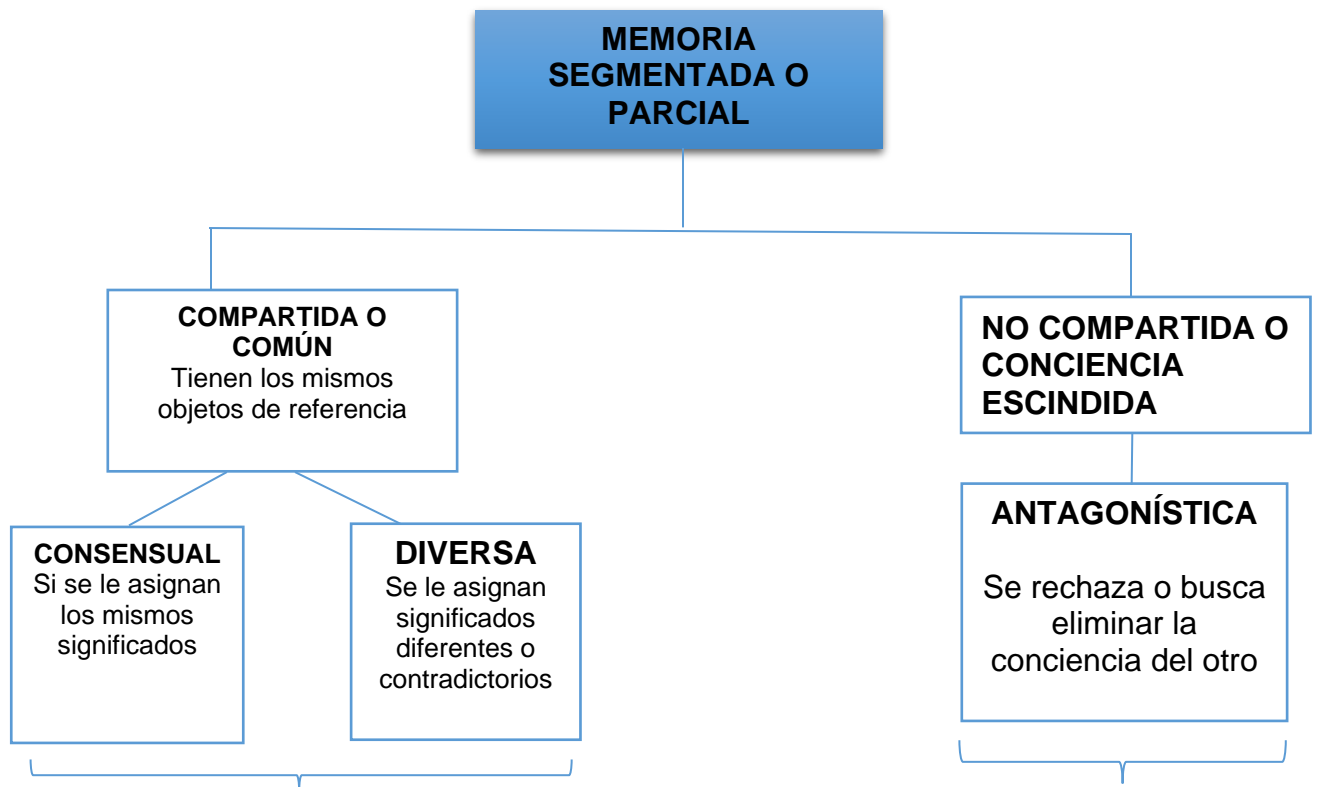 MEMORIA
SEGMENTADA O
PARCIAL
COMPARTIDA O
COMÚN
Tienen los mismos
objetos de referencia
NO COMPARTIDA O
CONCIENCIA
ESCINDIDA
CONSENSUAL
Si se le asignan
los mismos
significados
DIVERSA
Se le asignan
significados
diferentes o
contradictorios
ANTAGONÍSTICA
Se rechaza o busca
eliminar la
conciencia del otro